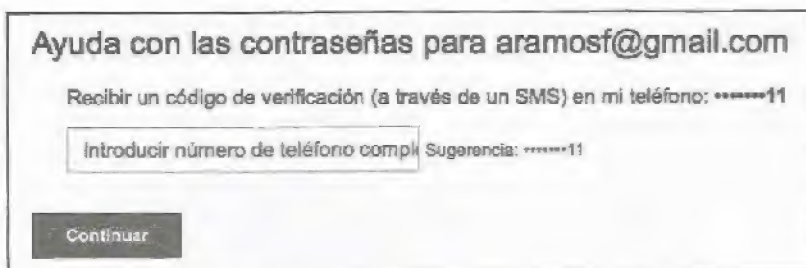 Ayuda con las contraseñas para aramosf@gmail.com
Recibir un código de verificación (a través de un SMS) en mi teléfono: •••••••11
Introducir número de teléfono comple Sugerencia: •••••••11
Continuar